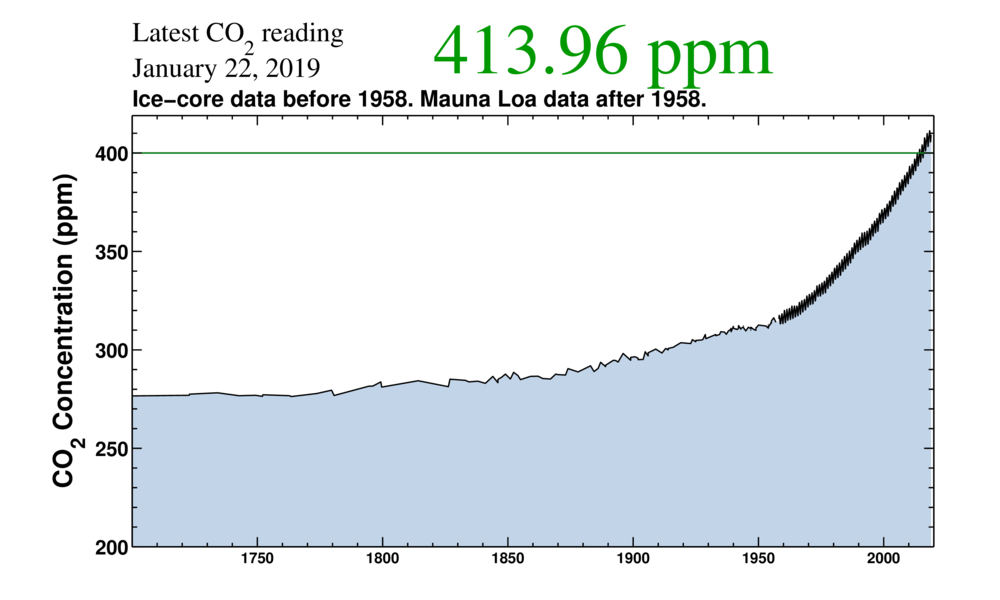 Latest CO2 reading
January 22, 2019
413.96 ppm
Ice-core data before 1958. Mauna Loa data after 1958.
CO2 Concentration (ppm)
400
350
300
250
200
1750 1800 1850 1900 1950 2000